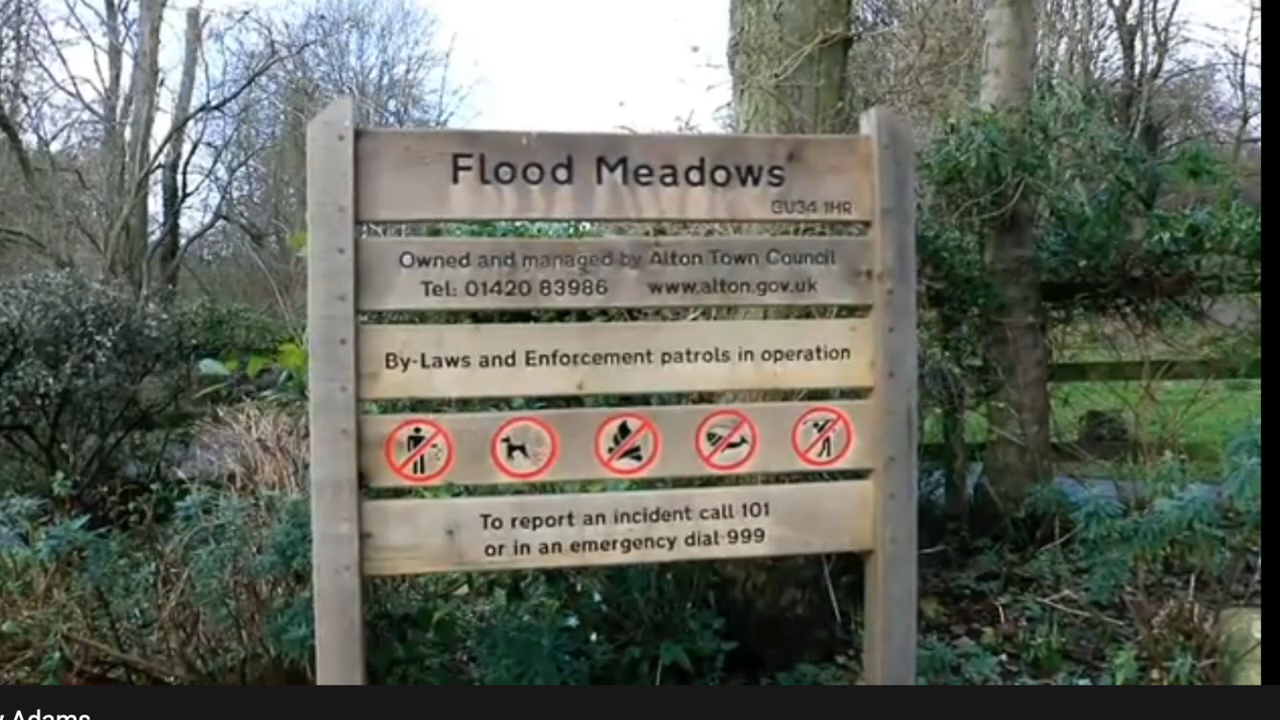 Flood Meadows
GU34 1HR
Owned and managed by Alton Town Council
Tel: 01420 83986 www.alton.gov.uk
By-Laws and Enforcement patrols in operation
To report an incident call 101
or in an emergency dial 999
Adams